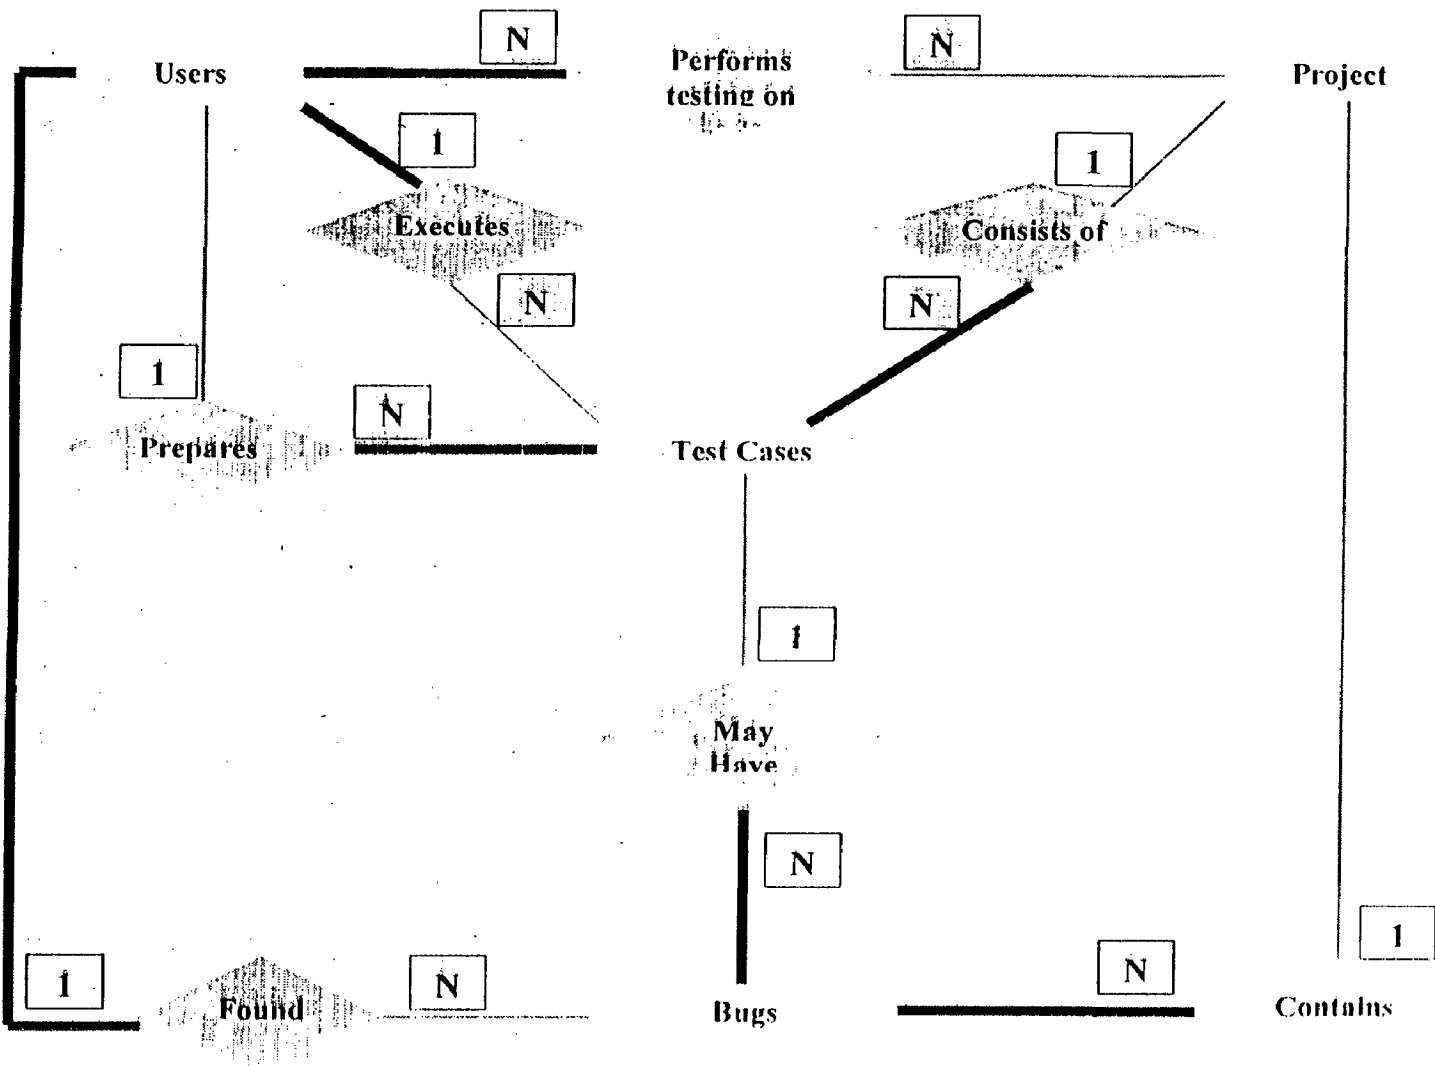 N
N
Users
Performs
testing on
Project
1
1
Executes
Consists of
N
N
1
N
Prepares
Test Cases
1
May
Have
N
1
N
N
1
Found
Bugs
Contains